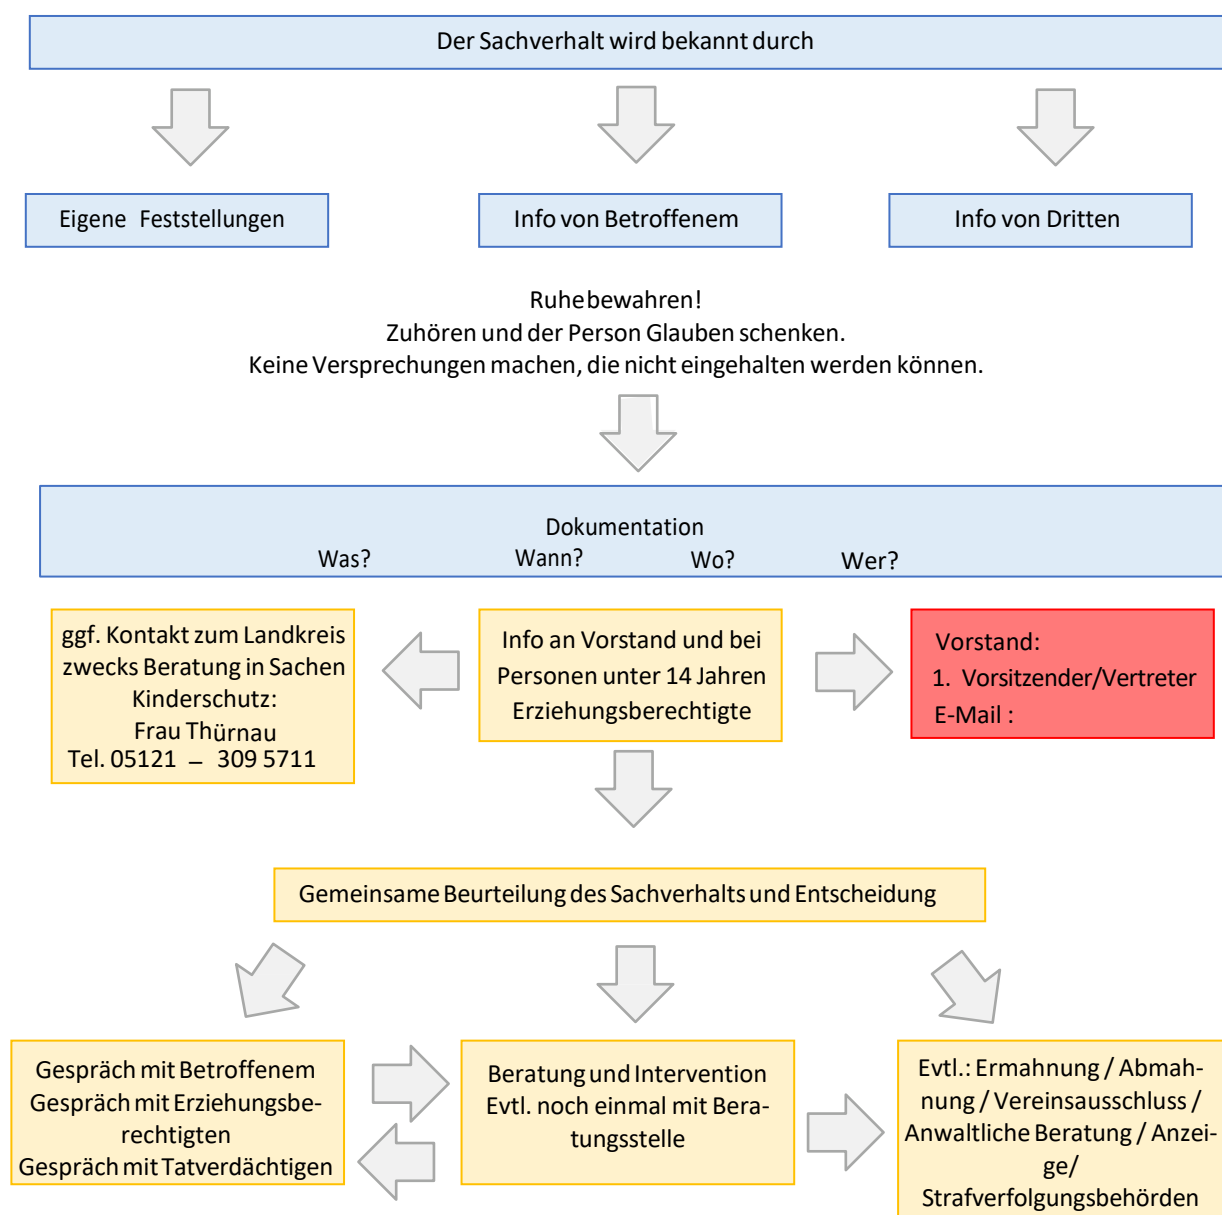 Der Sachverhalt wird bekannt durch
Eigene Feststellungen
Info von Betroffenem
Info von Dritten
Ruhe bewahren!
Zuhören und der Person Glauben schenken.
Keine Versprechungen machen, die nicht eingehalten werden können.
Dokumentation
Was? Wann? Wo? Wer?
ggf. Kontakt zum Landkreis
zwecks Beratung in Sachen
Kinderschutz:
Frau Thürnau
Tel. 05121 – 309 5711
Info an Vorstand und bei
Personen unter 14 Jahren
Erziehungsberechtigte
Vorstand:
1. Vorsitzender/Vertreter
E-Mail :
Gemeinsame Beurteilung des Sachverhalts und Entscheidung
Gespräch mit Betroffenem
Gespräch mit Erziehungsbe-
rechtigten
Gespräch mit Tatverdächtigen
Beratung und Intervention
Evtl. noch einmal mit Bera-
tungsstelle
Evtl.: Ermahnung / Abmah-
nung / Vereinsausschluss /
Anwaltliche Beratung / Anzei-
ge/
Strafverfolgungsbehörden